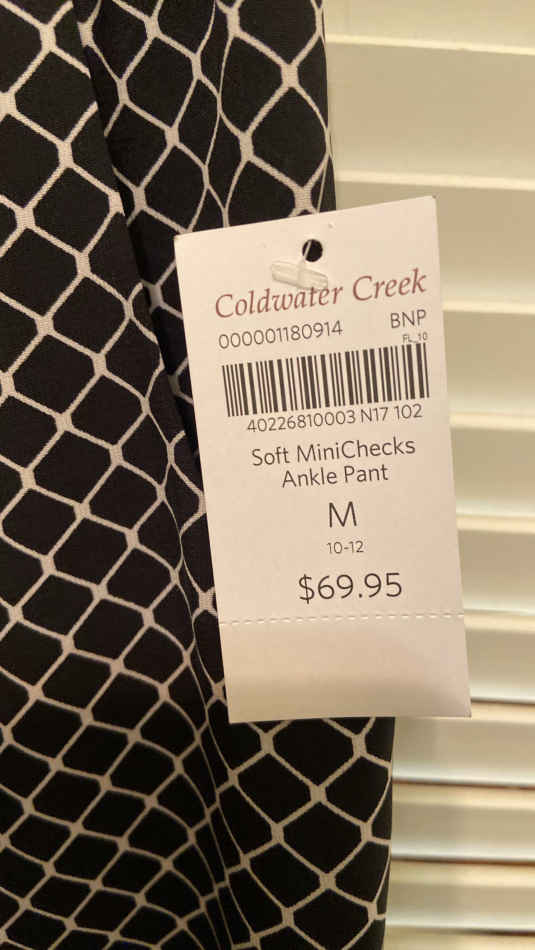 Coldwater Creek
000001180914 BNP
FL_10
40226810003 N17 102
Soft MiniChecks
Ankle Pant
M
10-12
$69.95